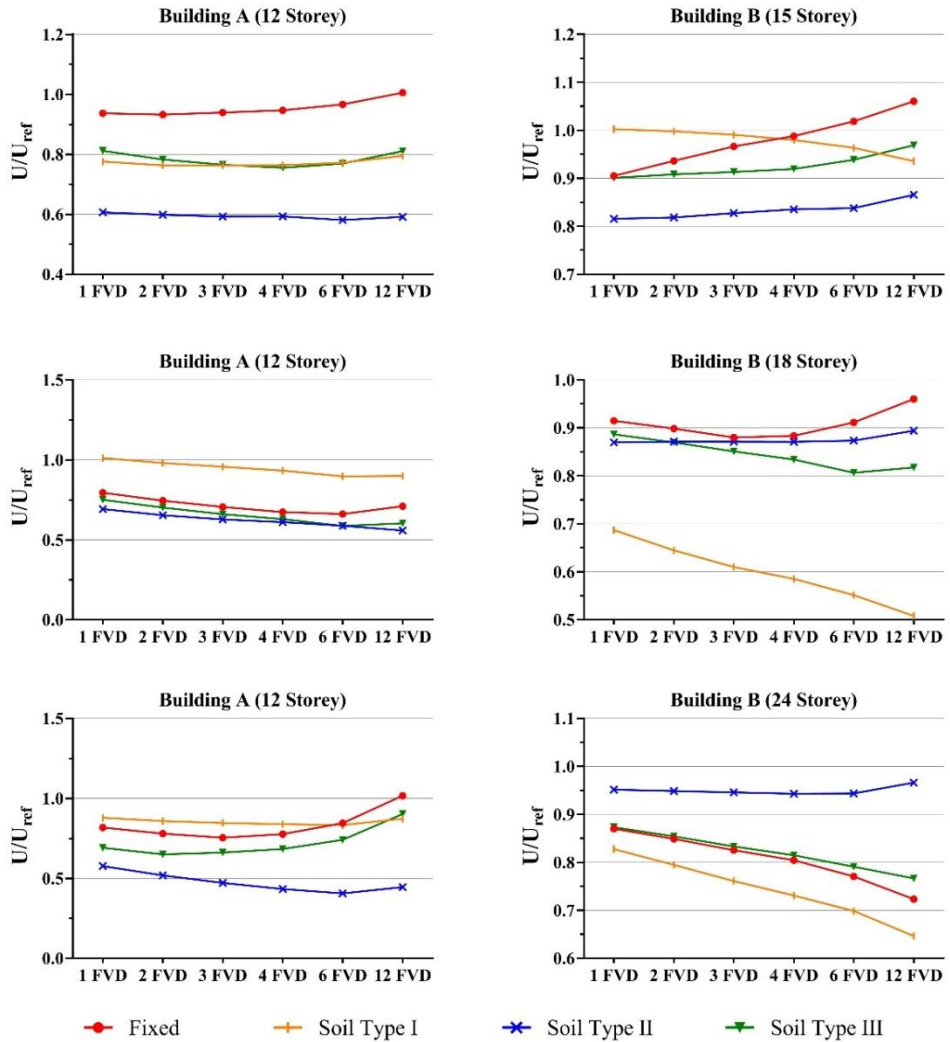 Building A (12 Storey)
U/Uref
1.2
1.0
0.8
0.6
0.4
1 FVD 2 FVD 3 FVD 4 FVD 6 FVD 12 FVD
Building B (15 Storey)
U/Uref
1.2
1.1
1.0
0.9
0.8
0.7
1 FVD 2 FVD 3 FVD 4 FVD 6 FVD 12 FVD
Building A (12 Storey)
U/Uref
1.5
1.0
0.5
0.0
1 FVD 2 FVD 3 FVD 4 FVD 6 FVD 12 FVD
Building B (18 Storey)
U/Uref
1.0
0.9
0.8
0.7
0.6
0.5
1 FVD 2 FVD 3 FVD 4 FVD 6 FVD 12 FVD
Building A (12 Storey)
U/Uref
1.5
1.0
0.5
0.0
1 FVD 2 FVD 3 FVD 4 FVD 6 FVD 12 FVD
Building B (24 Storey)
U/Uref
1.1
1.0
0.9
0.8
0.7
0.6
1 FVD 2 FVD 3 FVD 4 FVD 6 FVD 12 FVD
Fixed Soil Type I Soil Type II Soil Type III